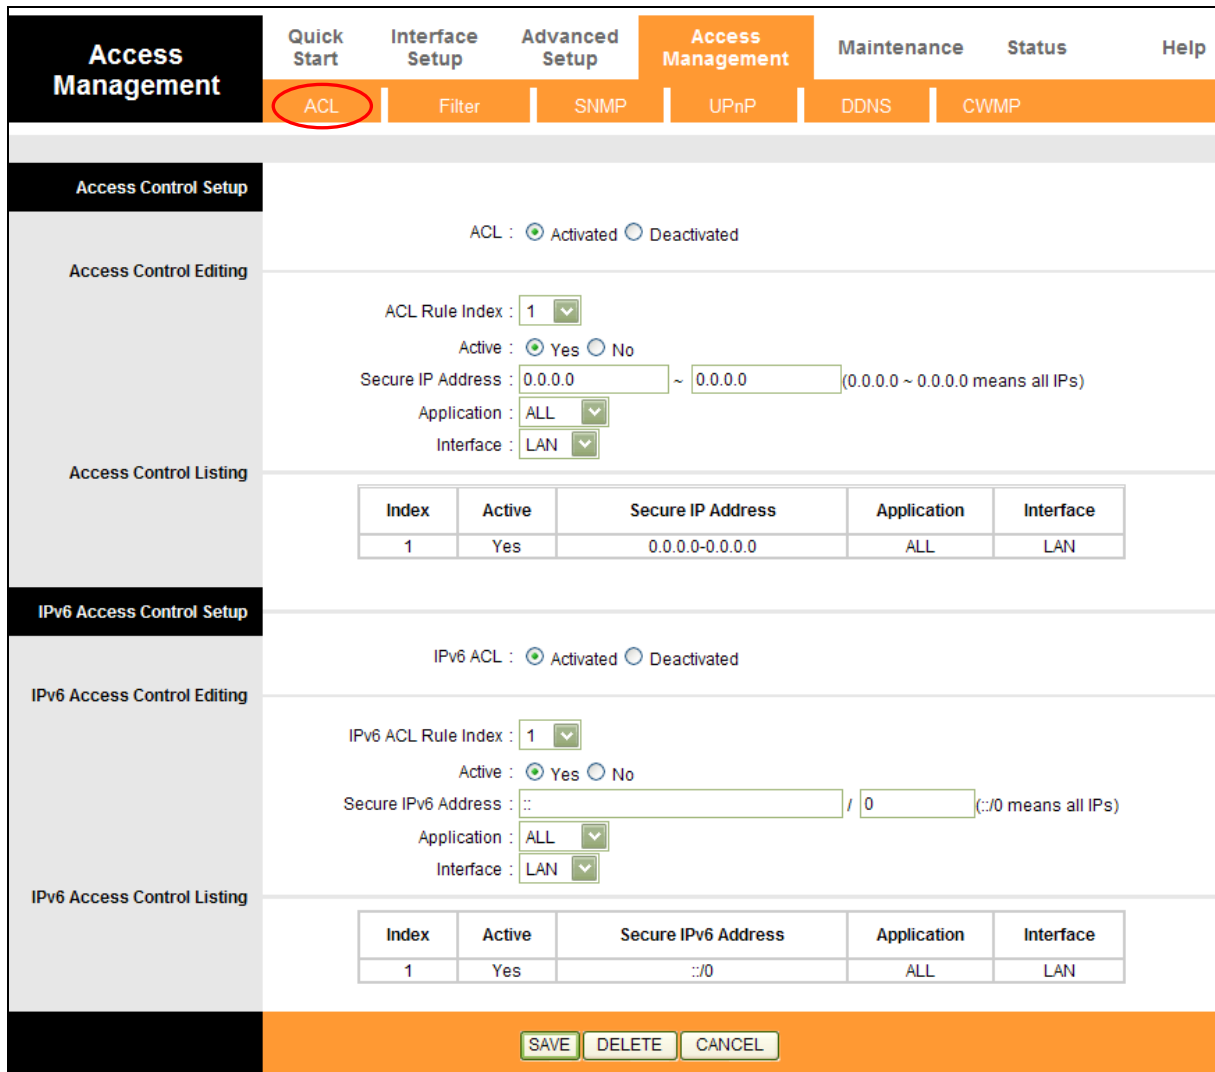 Access Management
Quick Start
Interface Setup
Advanced Setup
Access Management
Maintenance
Status
Help
ACL
Filter
SNMP
UPnP
DDNS
CWMP
Access Control Setup
ACL : Activated Deactivated
Access Control Editing
ACL Rule Index : 1
Active : Yes No
Secure IP Address : 0.0.0.0 ~ 0.0.0.0 (0.0.0.0 ~ 0.0.0.0 means all IPs)
Application : ALL
Interface : LAN
Access Control Listing
Index Active Secure IP Address Application Interface
1 Yes 0.0.0.0-0.0.0.0 ALL LAN
IPv6 Access Control Setup
IPv6 ACL : Activated Deactivated
IPv6 Access Control Editing
IPv6 ACL Rule Index : 1
Active : Yes No
Secure IPv6 Address : :: / 0 (::/0 means all IPs)
Application : ALL
Interface : LAN
IPv6 Access Control Listing
Index Active Secure IPv6 Address Application Interface
1 Yes ::/0 ALL LAN
SAVE DELETE CANCEL